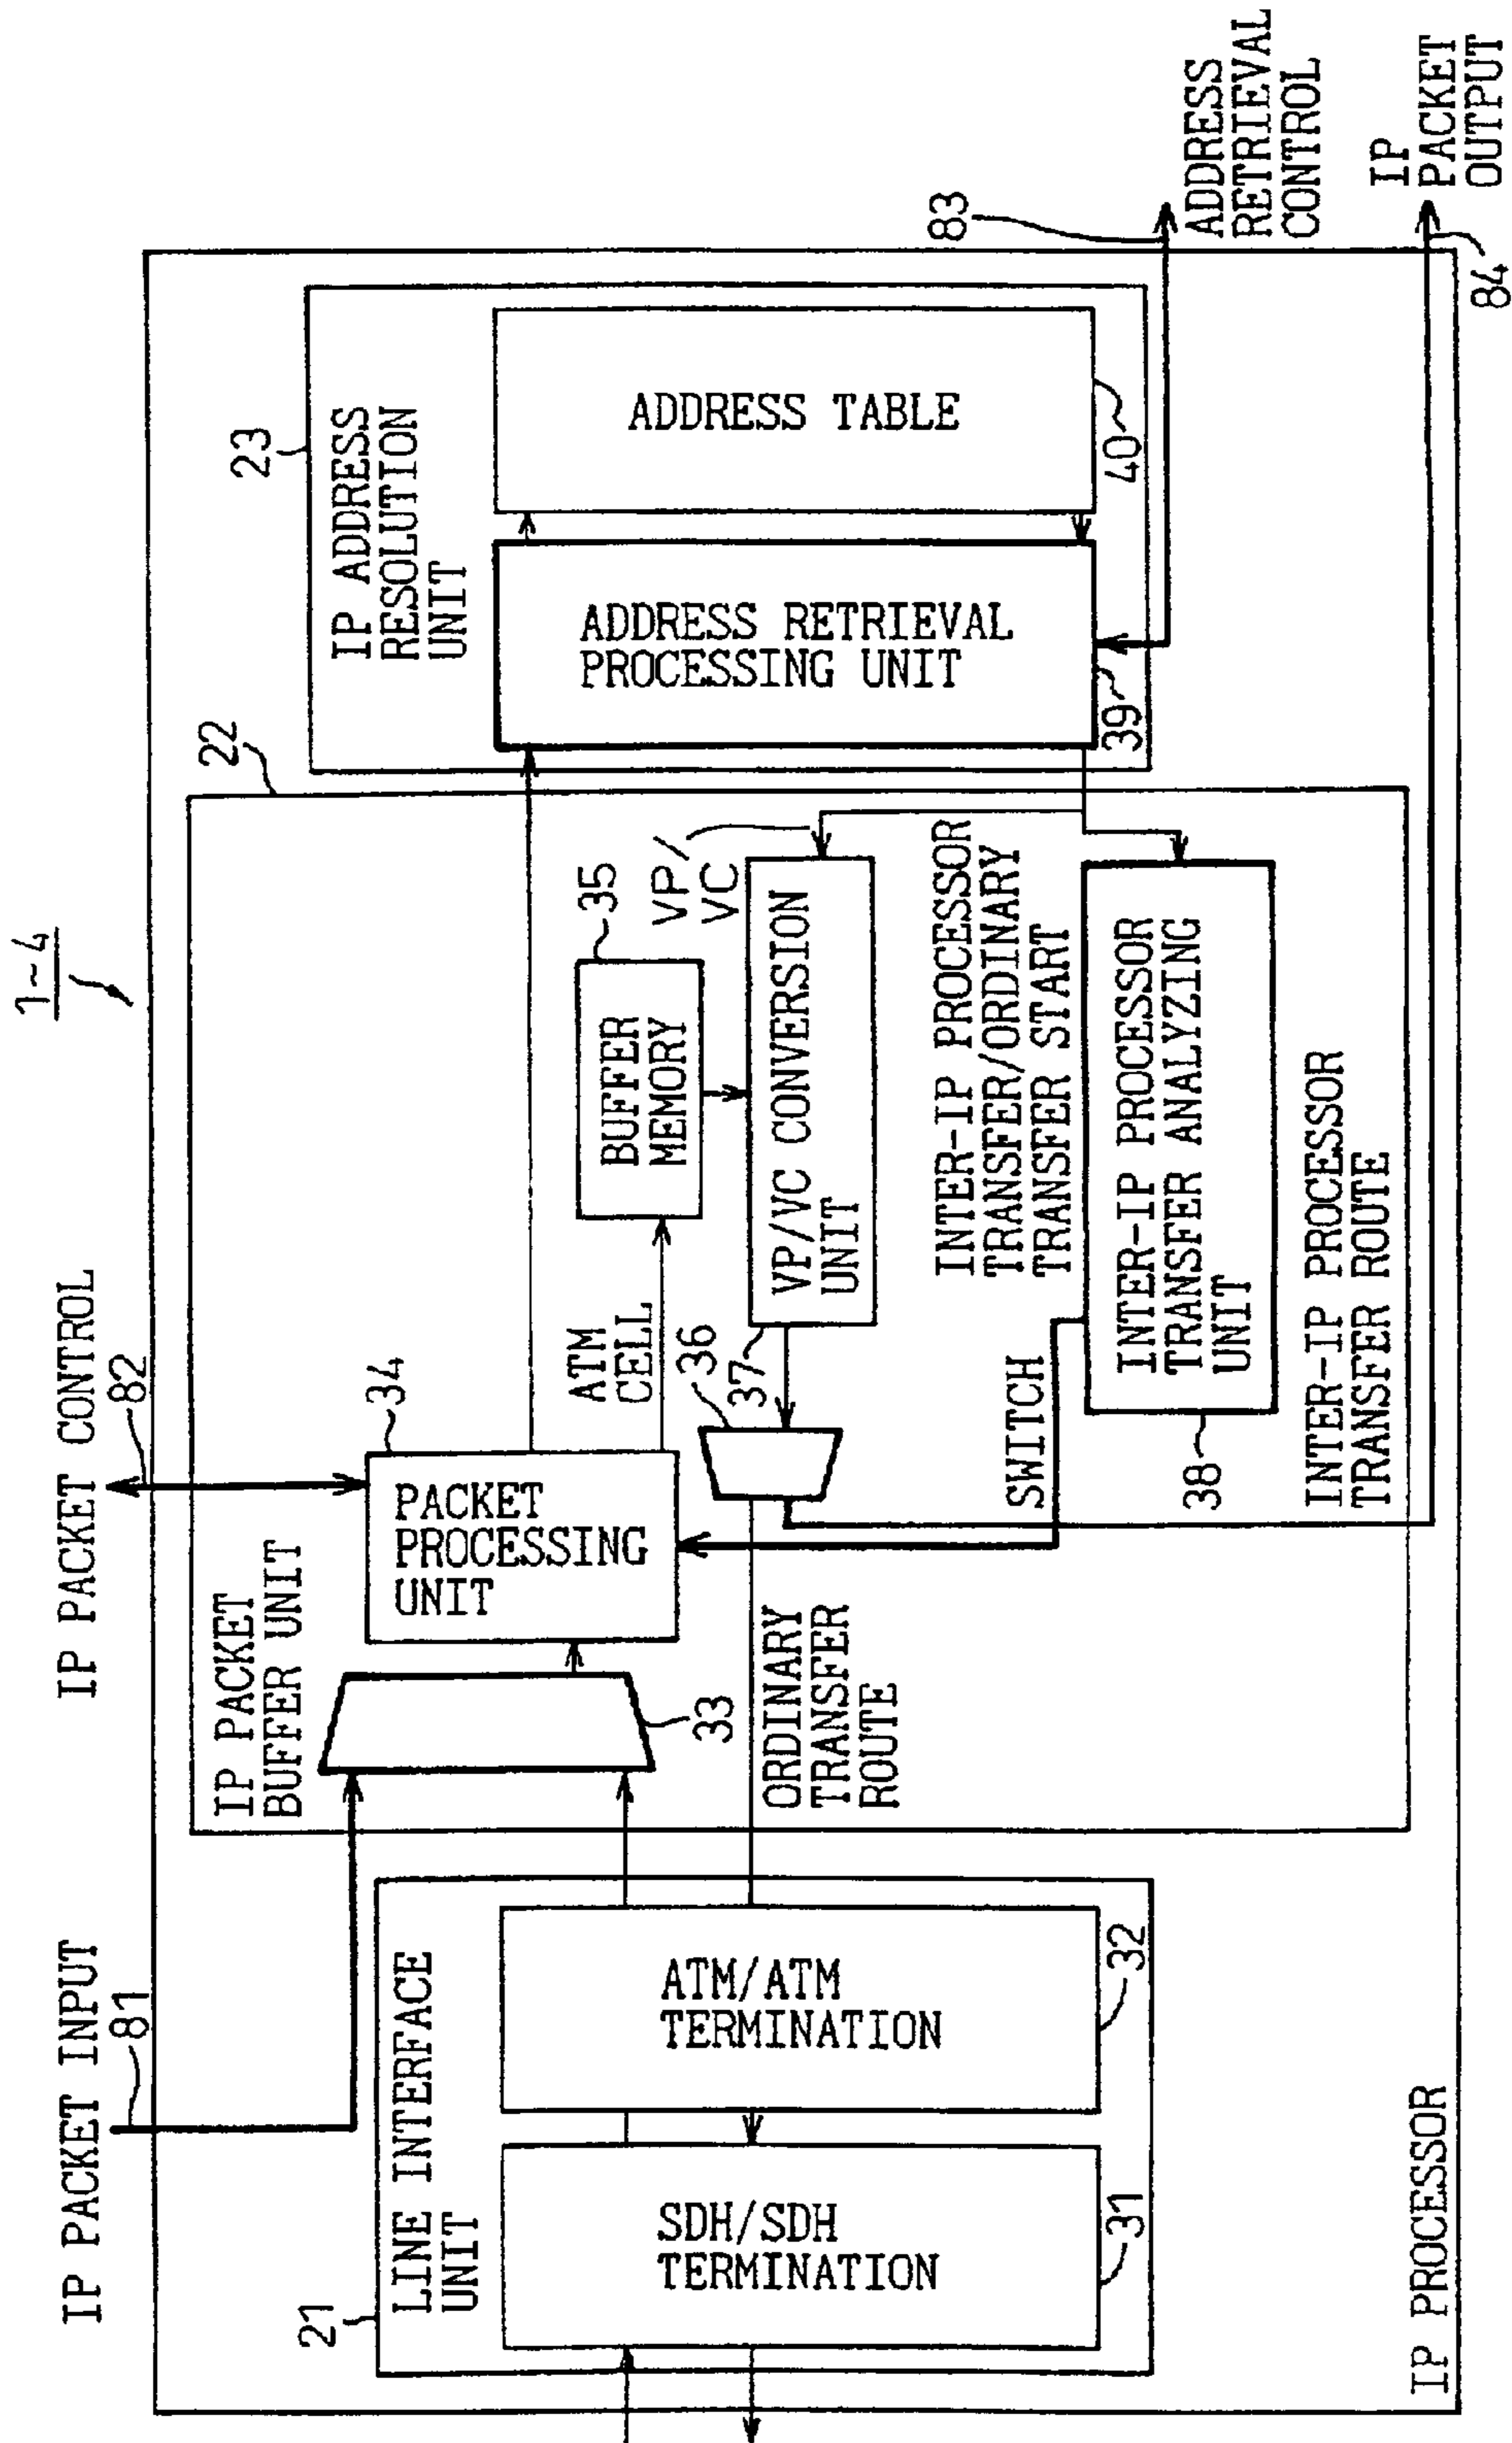 1~4
IP PACKET INPUT
81
IP PACKET CONTROL
82
21
LINE INTERFACE
UNIT
SDH/SDH
TERMINATION
31
ATM/ATM
TERMINATION
32
IP PACKET
BUFFER UNIT
22
33
PACKET
PROCESSING
UNIT
34
ATM
CELL
BUFFER
MEMORY
35
VP/
VC
36
37
VP/VC CONVERSION
UNIT
ORDINARY
TRANSFER
ROUTE
SWITCH
INTER-IP PROCESSOR
TRANSFER/ORDINARY
TRANSFER START
INTER-IP PROCESSOR
TRANSFER ANALYZING
UNIT
38
INTER-IP PROCESSOR
TRANSFER ROUTE
23
IP ADDRESS
RESOLUTION
UNIT
ADDRESS RETRIEVAL
PROCESSING UNIT
39
ADDRESS TABLE
40
83
ADDRESS
RETRIEVAL
CONTROL
IP
PACKET
OUTPUT
84
IP PROCESSOR